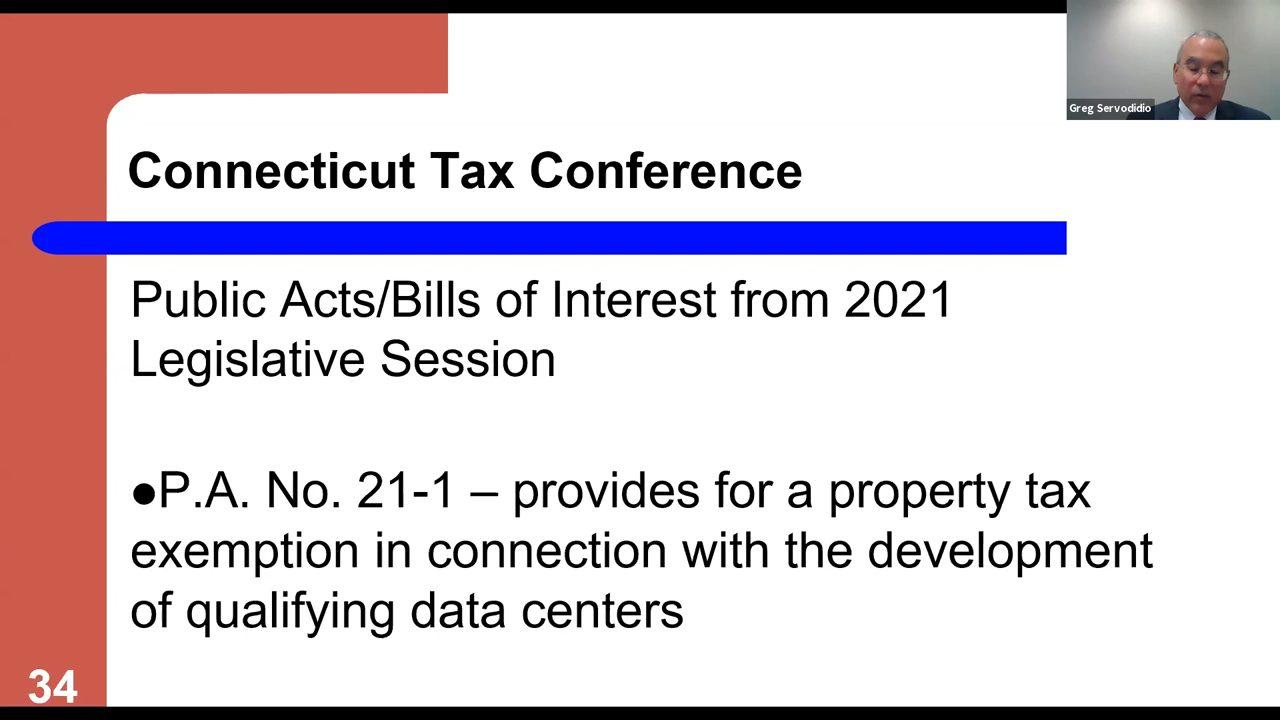 Greg Servodidio
Connecticut Tax Conference
Public Acts/Bills of Interest from 2021
Legislative Session
●P.A. No. 21-1 – provides for a property tax
exemption in connection with the development
of qualifying data centers
34